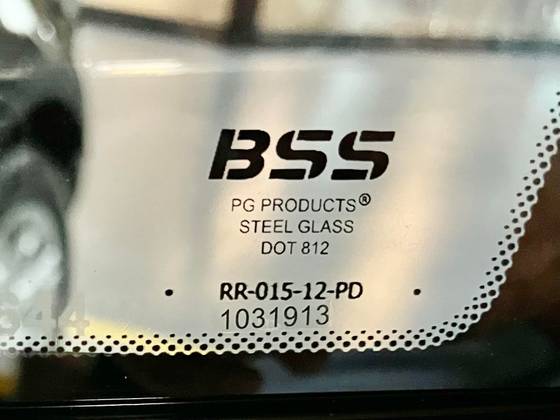 BSS
PG PRODUCTS®
STEEL GLASS
DOT 812
• RR-015-12-PD •
1031913